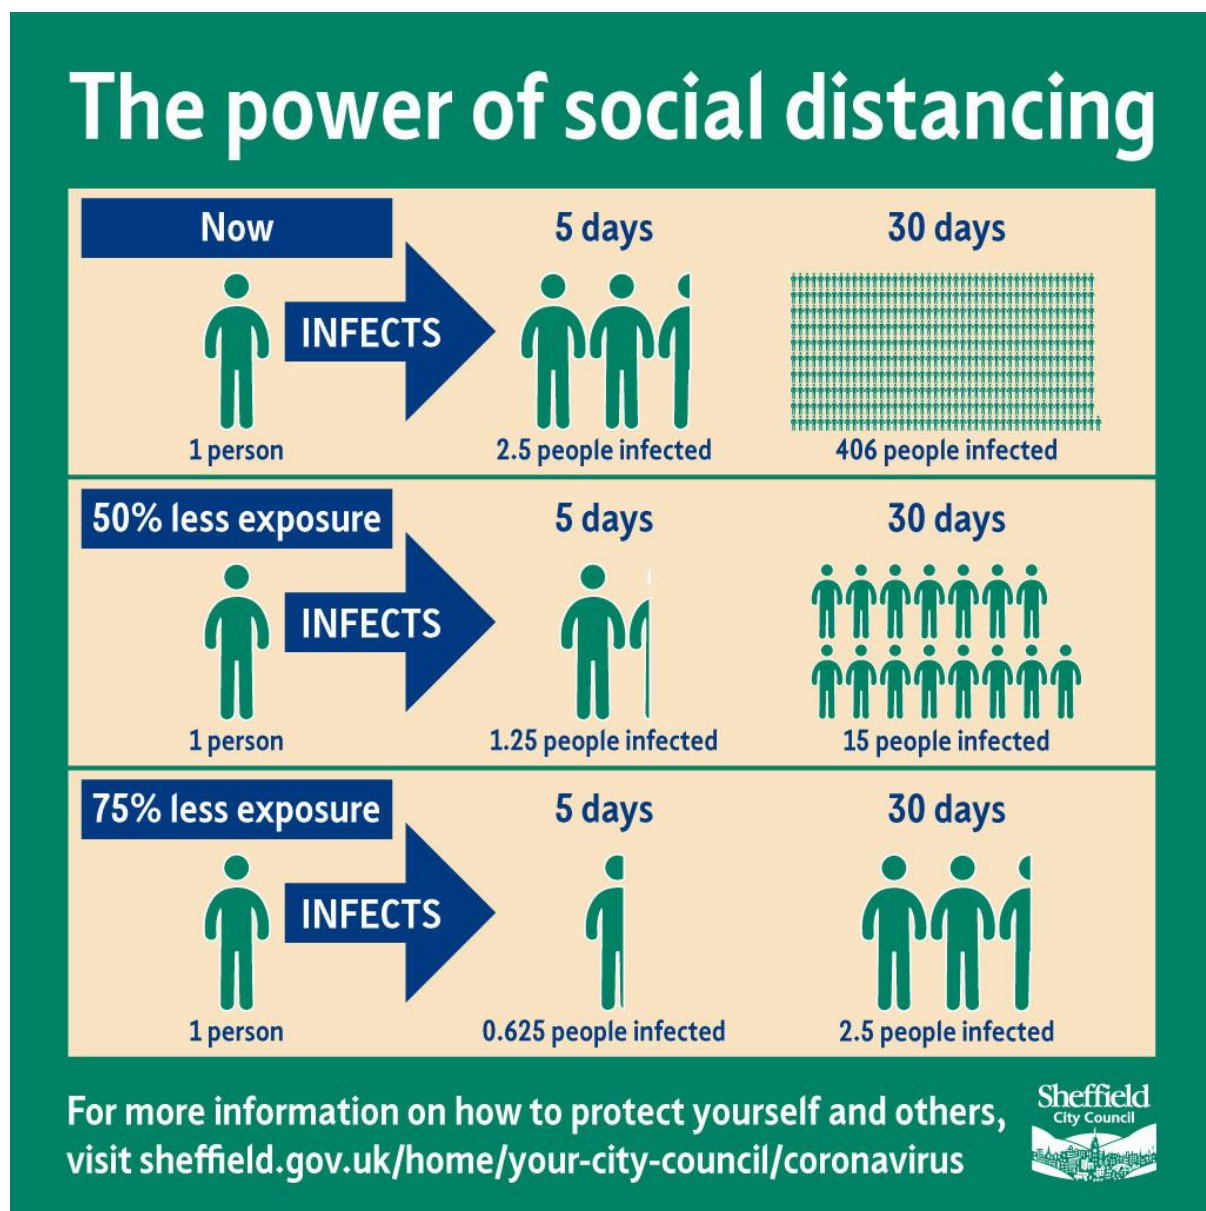 The power of social distancing
Now
5 days
30 days
INFECTS
1 person
2.5 people infected
406 people infected
50% less exposure
5 days
30 days
INFECTS
1 person
1.25 people infected
15 people infected
75% less exposure
5 days
30 days
INFECTS
1 person
0.625 people infected
2.5 people infected
For more information on how to protect yourself and others,
visit sheffield.gov.uk/home/your-city-council/coronavirus
Sheffield
City Council